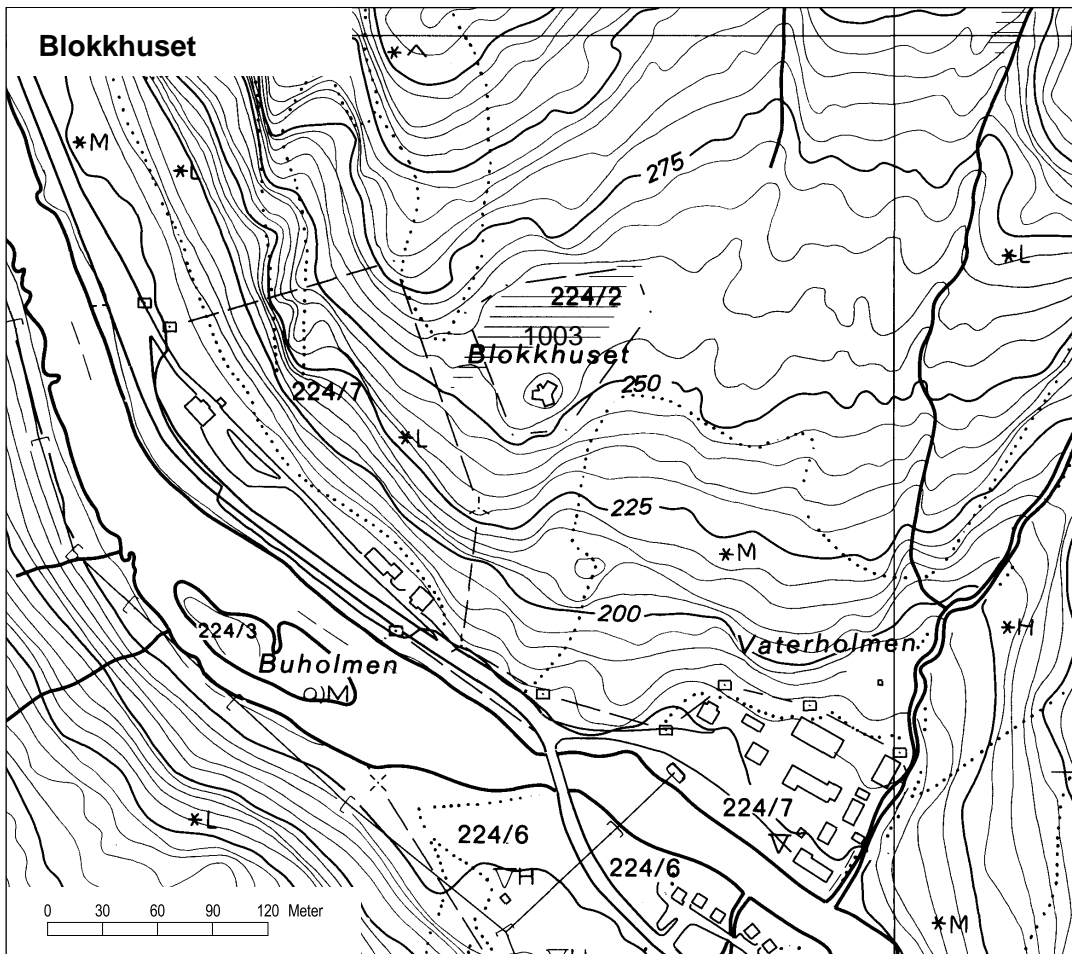 Blokkhuset
M
L
275
L
224/2
1003
Blokkhuset
250
224/7
L
225
M
200
224/3
Vaterholmen
H
Buholmen
M
224/7
L
224/6
224/6
H
M
0 30 60 90 120 Meter